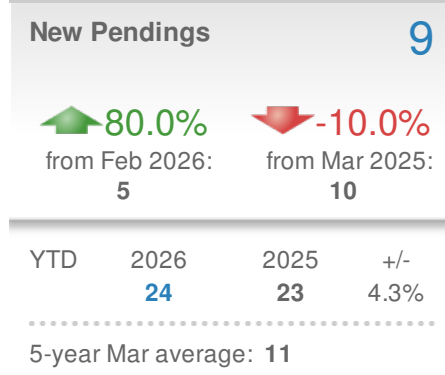 New Pendings 9
80.0% -10.0%
from Feb 2026: from Mar 2025:
5 10
YTD 2026 2025 +/-
24 23 4.3%
5-year Mar average: 11